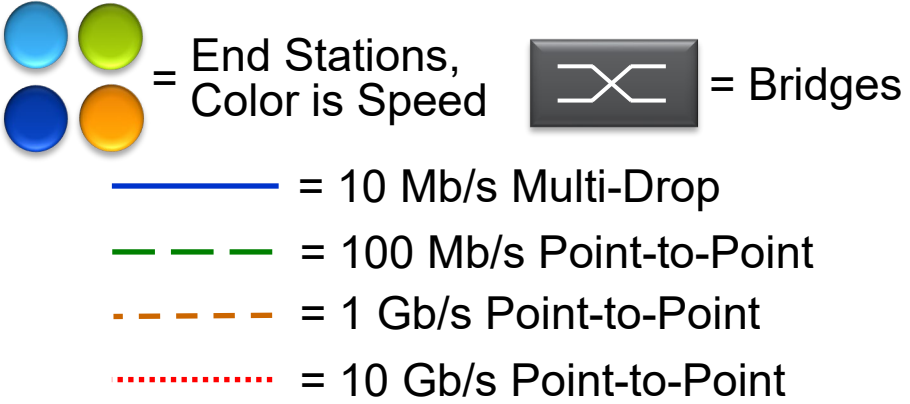 = End Stations,
Color is Speed
= Bridges
= 10 Mb/s Multi-Drop
= 100 Mb/s Point-to-Point
= 1 Gb/s Point-to-Point
= 10 Gb/s Point-to-Point